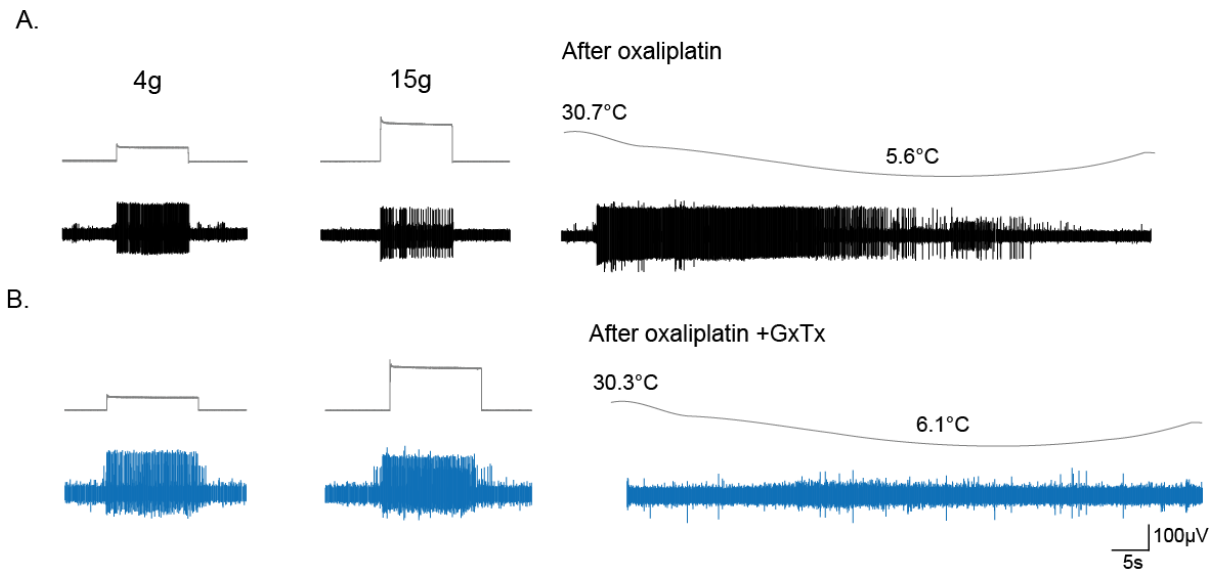 A.
After oxaliplatin
4g
15g
30.7°C
5.6°C
B.
After oxaliplatin +GxTx
30.3°C
6.1°C
100µV
5s